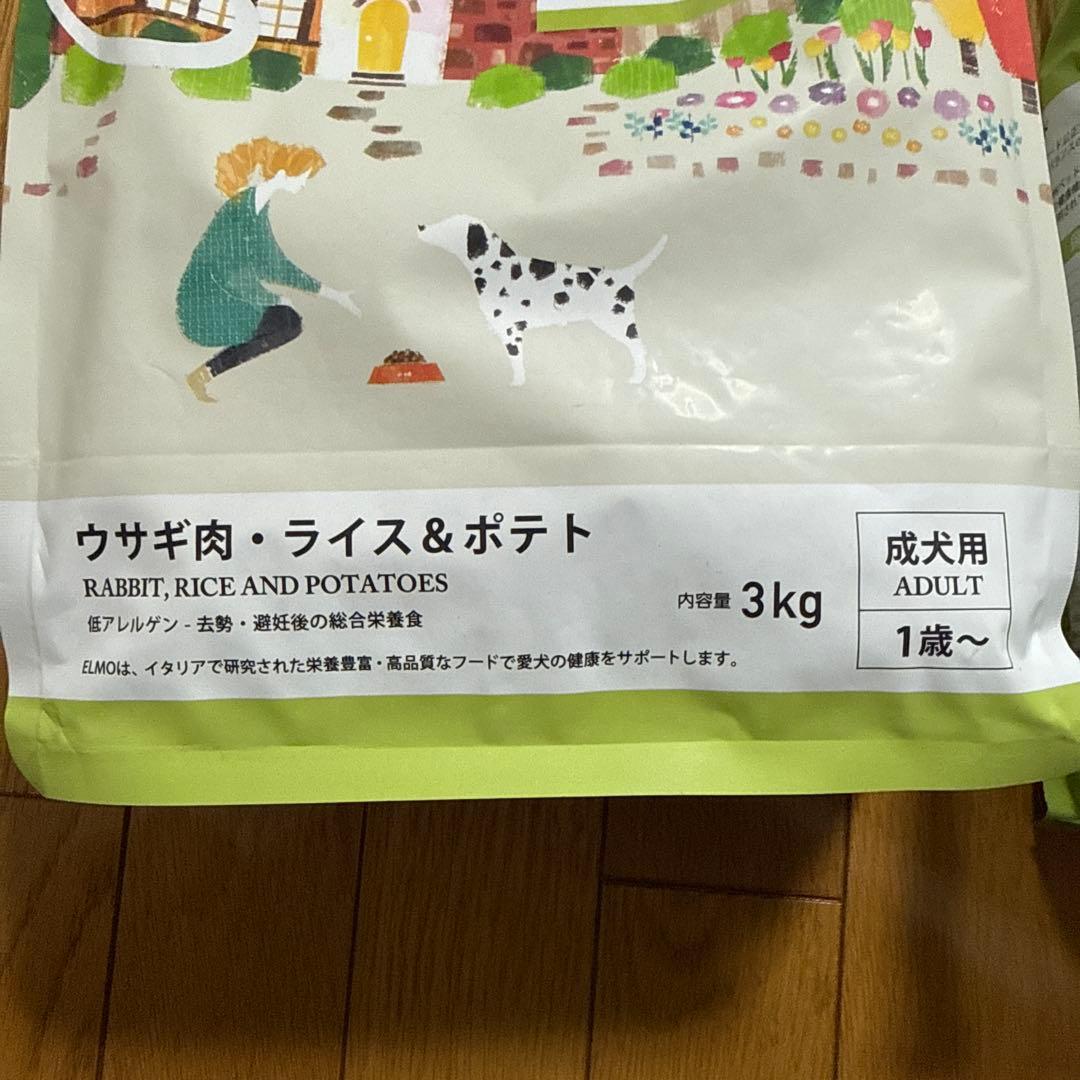 ウサギ肉・ライス&ポテト
RABBIT, RICE AND POTATOES
低アレルゲン - 去勢・避妊後の総合栄養食
ELMOは、イタリアで研究された栄養豊富・高品質なフードで愛犬の健康をサポートします。
内容量 3kg
成犬用
ADULT
1歳〜